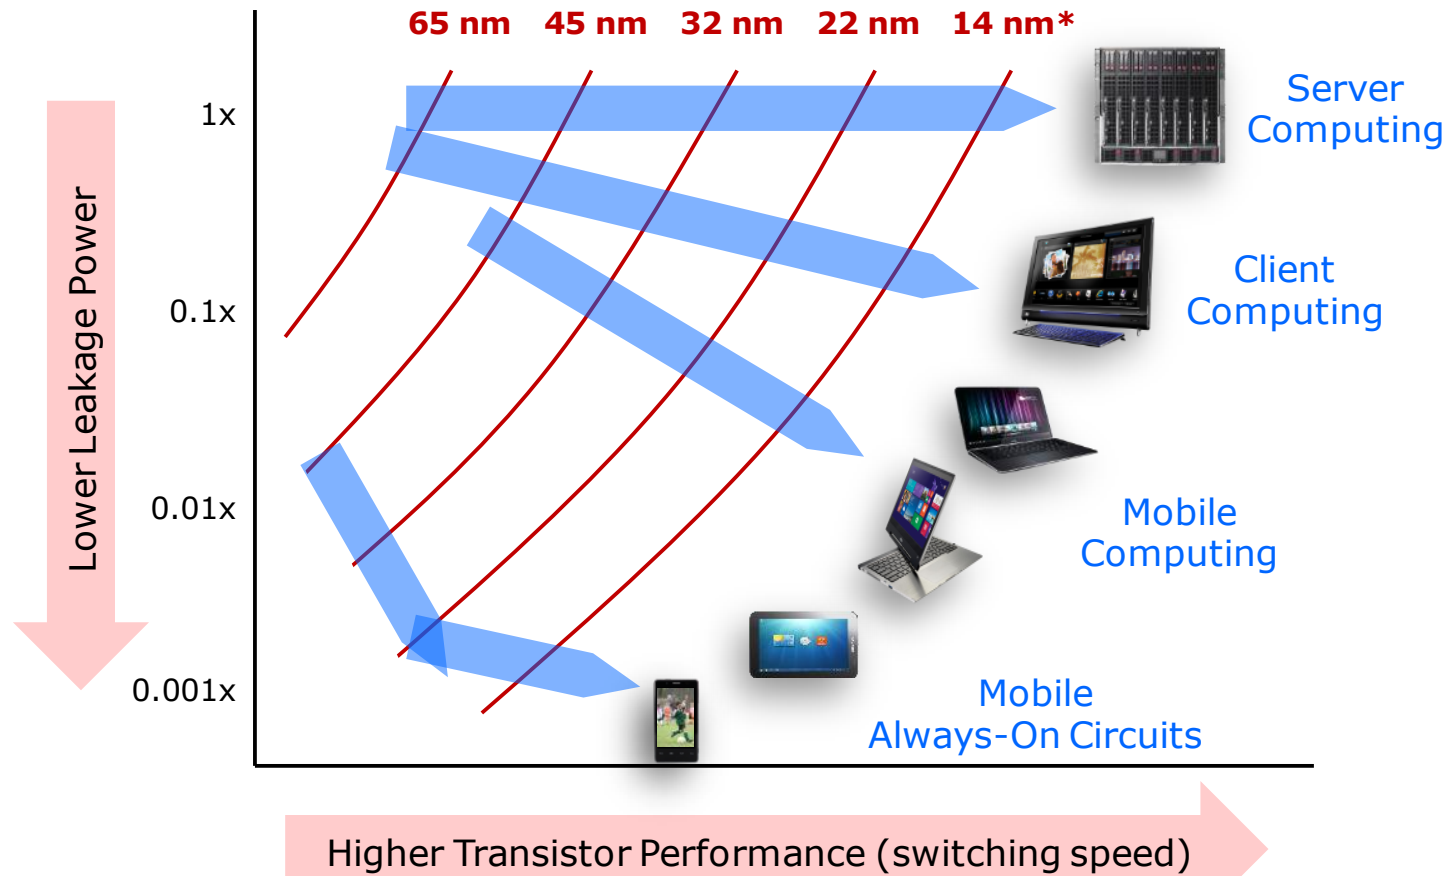 65 nm 45 nm 32 nm 22 nm 14 nm*
1x
0.1x
0.01x
0.001x
Lower Leakage Power
Server
Computing
Client
Computing
Mobile
Computing
Mobile
Always-On Circuits
Higher Transistor Performance (switching speed)